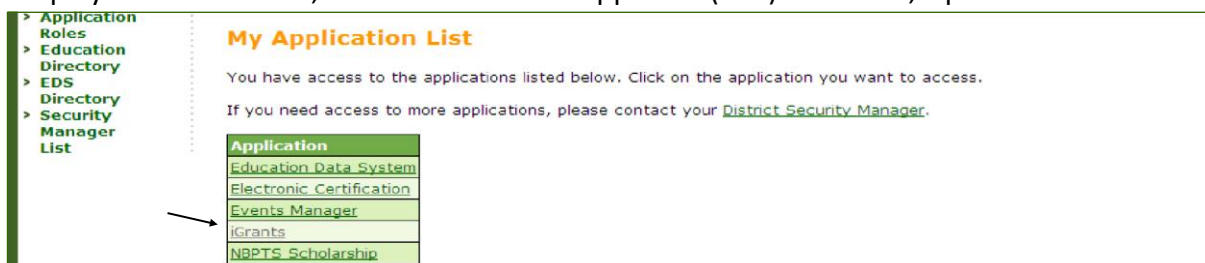 > Application
Roles
> Education
Directory
> EDS
Directory
> Security
Manager
List
My Application List
You have access to the applications listed below. Click on the application you want to access.
If you need access to more applications, please contact your District Security Manager.
Application
Education Data System
Electronic Certification
Events Manager
iGrants
NBPTS Scholarship